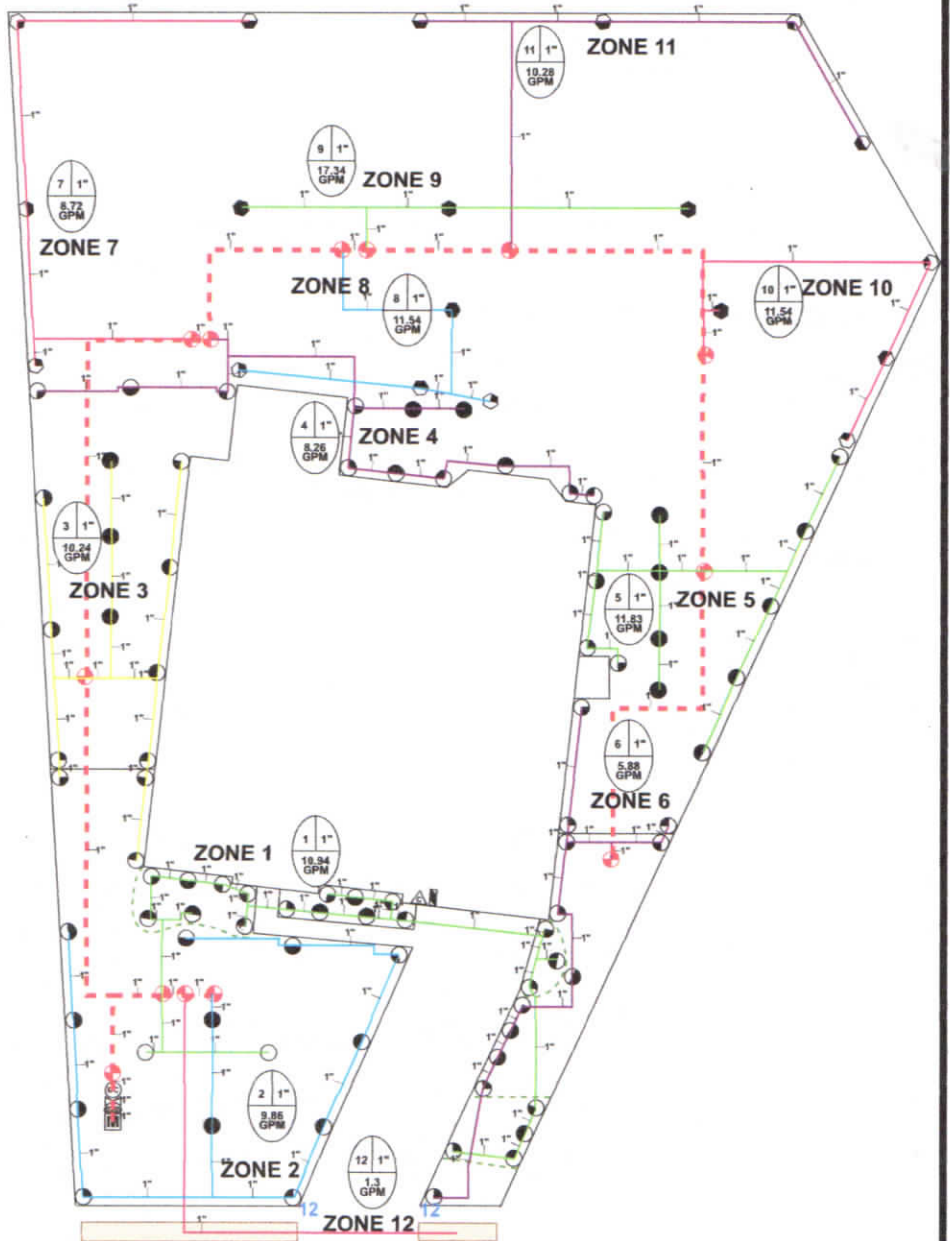 11 1"
10.28
GPM
ZONE 11
9 1"
17.34
GPM
ZONE 9
7 1"
8.72
GPM
ZONE 7
ZONE 8
8 1"
11.54
GPM
10 1"
11.54
GPM
ZONE 10
4 1"
8.26
GPM
ZONE 4
3 1"
10.24
GPM
ZONE 3
5 1"
11.83
GPM
ZONE 5
6 1"
5.88
GPM
ZONE 6
ZONE 1
1 1"
10.94
GPM
A
2 1"
9.86
GPM
ZONE 2
12 1"
1.3
GPM
12
ZONE 12
12
1"